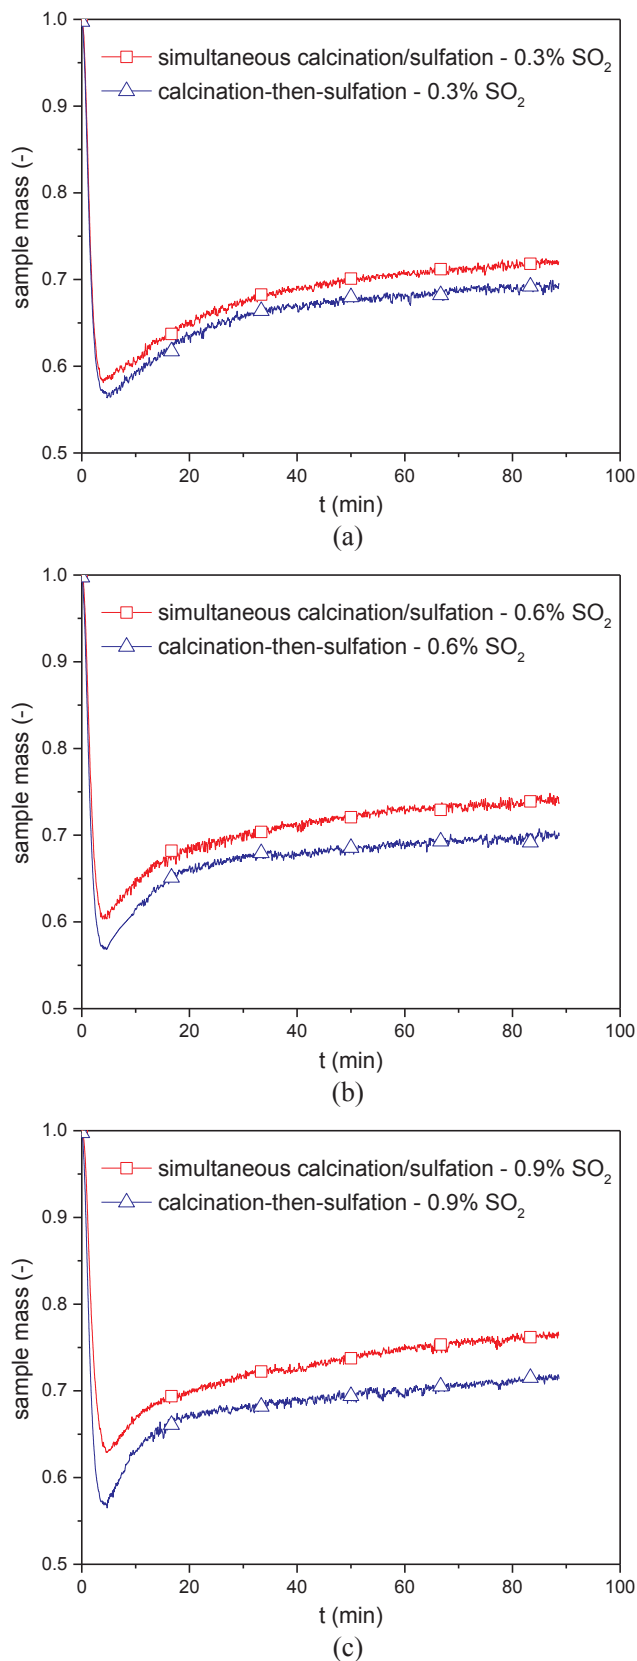 1.0
simultaneous calcination/sulfation - 0.3% SO₂
calcination-then-sulfation - 0.3% SO₂
0.9
0.8
sample mass (-)
0.7
0.6
0.5
0 20 40 60 80 100
t (min)
(a)
1.0
simultaneous calcination/sulfation - 0.6% SO₂
calcination-then-sulfation - 0.6% SO₂
0.9
0.8
sample mass (-)
0.7
0.6
0.5
0 20 40 60 80 100
t (min)
(b)
1.0
simultaneous calcination/sulfation - 0.9% SO₂
calcination-then-sulfation - 0.9% SO₂
0.9
0.8
sample mass (-)
0.7
0.6
0.5
0 20 40 60 80 100
t (min)
(c)